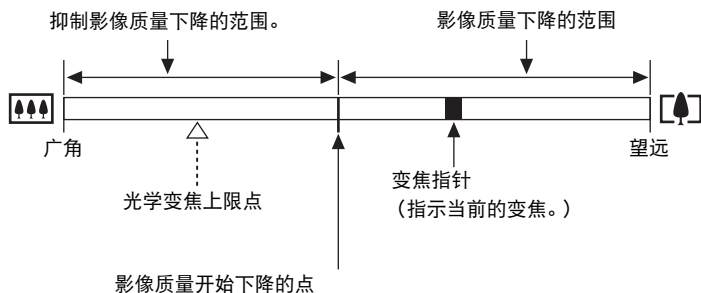 抑制影像质量下降的范围。
影像质量下降的范围
广角
望远
光学变焦上限点
变焦指针
（指示当前的变焦。）
影像质量开始下降的点